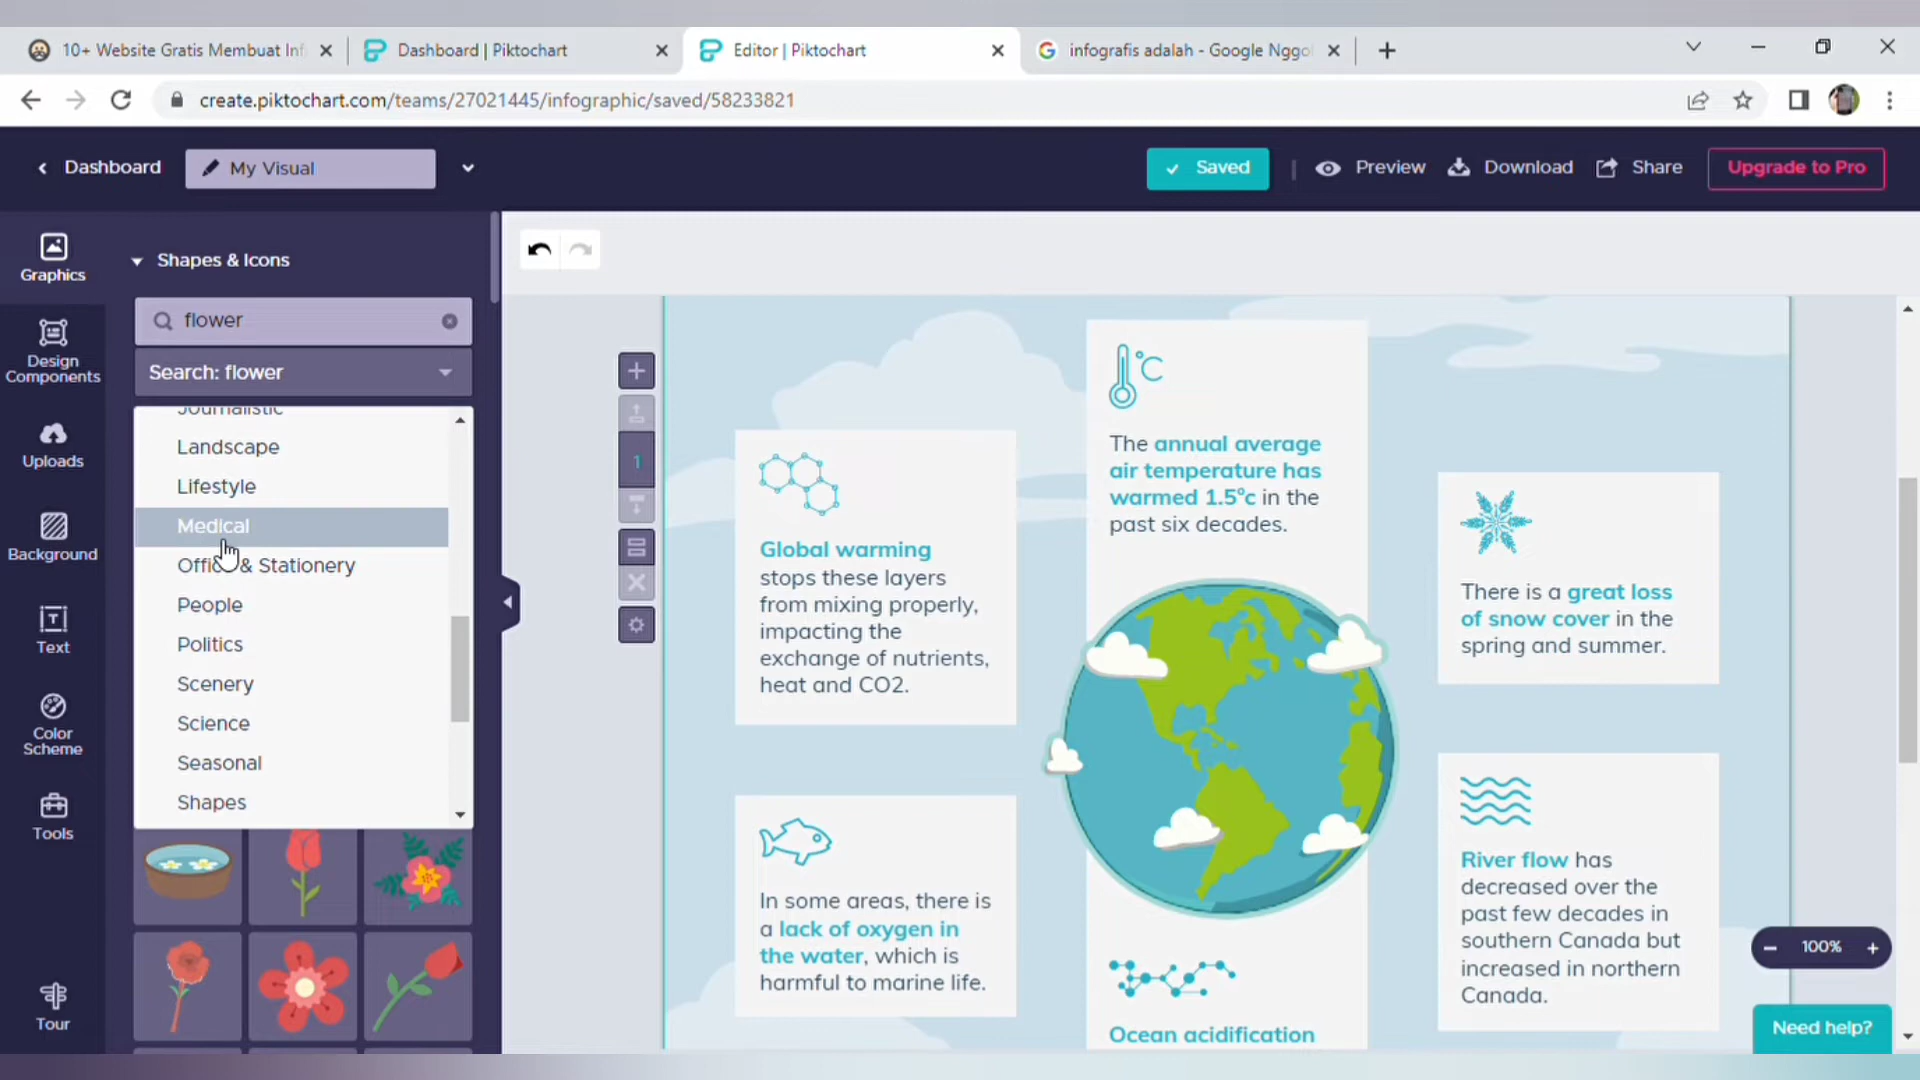 10+ Website Gratis Membuat Inf
Dashboard | Piktochart
Editor | Piktochart
infografis adalah - Google Nggo
create.piktochart.com/teams/27021445/infographic/saved/58233821
Dashboard
My Visual
Saved
Preview
Download
Share
Upgrade to Pro
Graphics
Design
Components
Uploads
Background
Text
Color
Scheme
Tools
Tour
Shapes & Icons
flower
Search: flower
Journalistic
Landscape
Lifestyle
Medical
Office & Stationery
People
Politics
Scenery
Science
Seasonal
Shapes
1
Global warming
stops these layers
from mixing properly,
impacting the
exchange of nutrients,
heat and CO2.
In some areas, there is
a lack of oxygen in
the water, which is
harmful to marine life.
°C
The annual average
air temperature has
warmed 1.5°c in the
past six decades.
Ocean acidification
There is a great loss
of snow cover in the
spring and summer.
River flow has
decreased over the
past few decades in
southern Canada but
increased in northern
Canada.
100%
Need help?